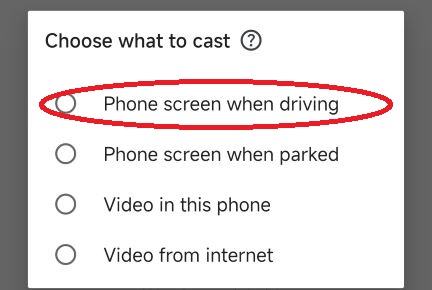 Choose what to cast ?
Phone screen when driving
Phone screen when parked
Video in this phone
Video from internet